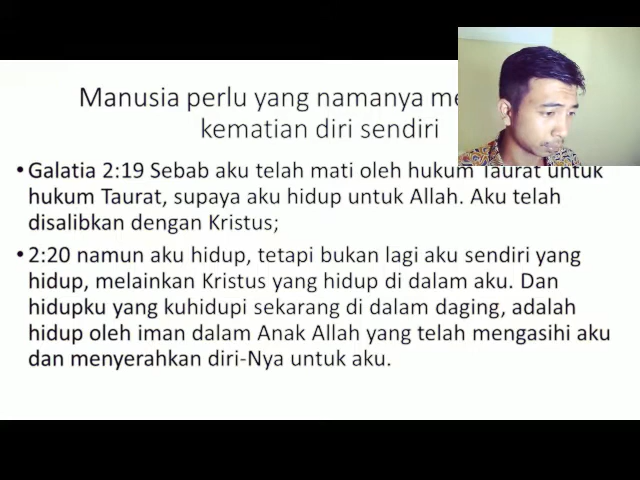 Manusia perlu yang namanya
kematian diri sendiri
• Galatia 2:19 Sebab aku telah mati oleh hukum Taurat untuk
hukum Taurat, supaya aku hidup untuk Allah. Aku telah
disalibkan dengan Kristus;
• 2:20 namun aku hidup, tetapi bukan lagi aku sendiri yang
hidup, melainkan Kristus yang hidup di dalam aku. Dan
hidupku yang kuhidupi sekarang di dalam daging, adalah
hidup oleh iman dalam Anak Allah yang telah mengasihi aku
dan menyerahkan diri-Nya untuk aku.